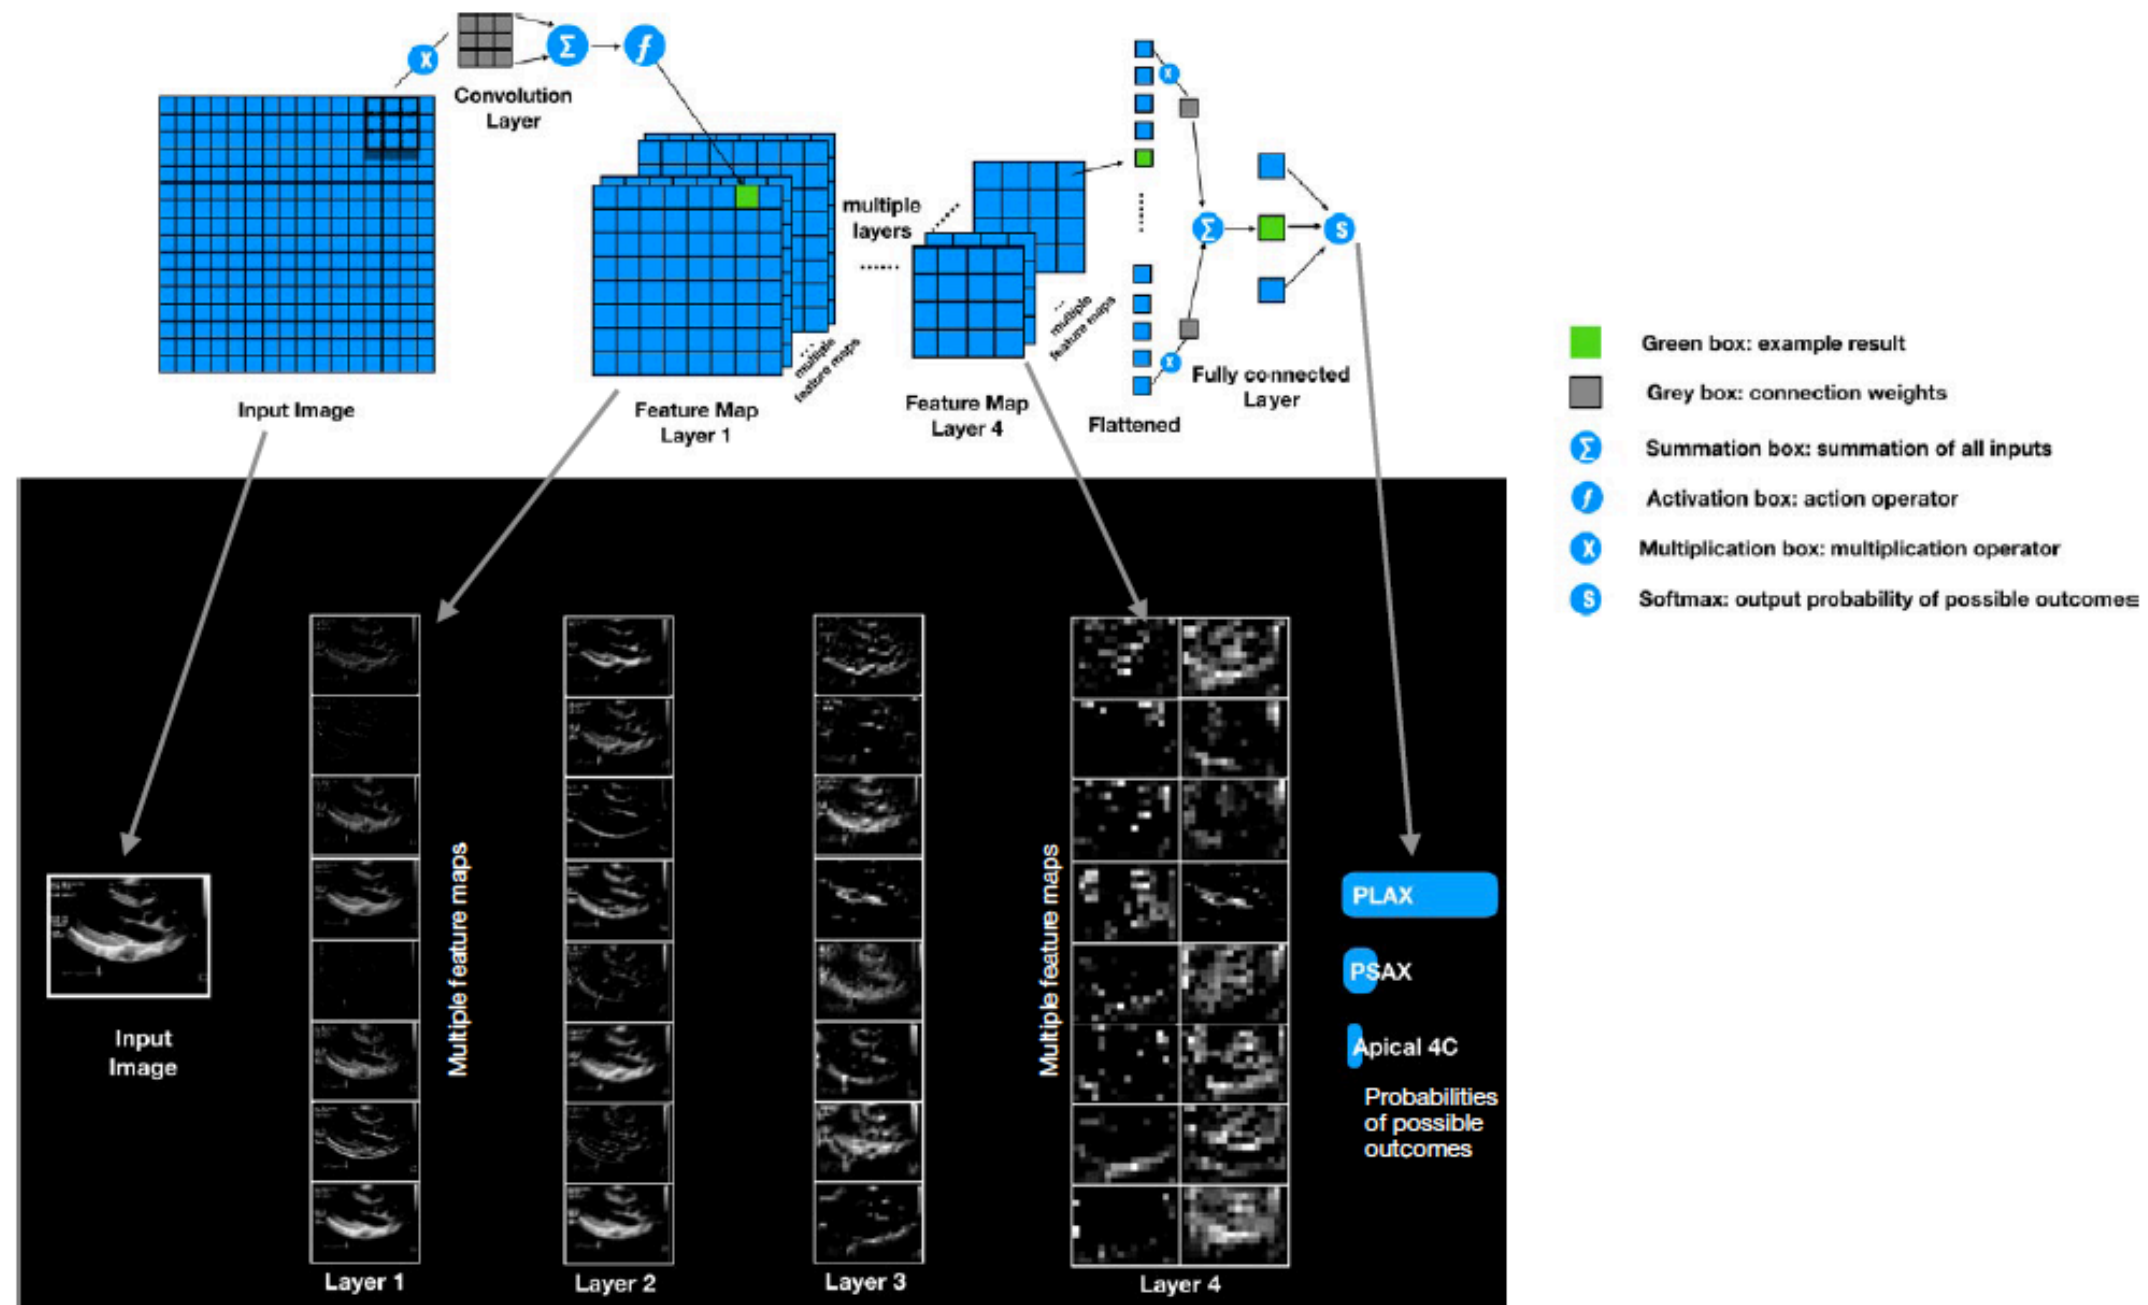 X
Σ
ƒ
Convolution
Layer
Input Image
multiple
layers
multiple
feature maps
Feature Map
Layer 1
multiple
feature maps
Feature Map
Layer 4
X
Σ
S
X
Flattened
Fully connected
Layer
Green box: example result
Grey box: connection weights
Σ Summation box: summation of all inputs
ƒ Activation box: action operator
X Multiplication box: multiplication operator
S Softmax: output probability of possible outcomes
Input
Image
Multiple feature maps
Multiple feature maps
Layer 1
Layer 2
Layer 3
Layer 4
PLAX
PSAX
Apical 4C
Probabilities
of possible
outcomes